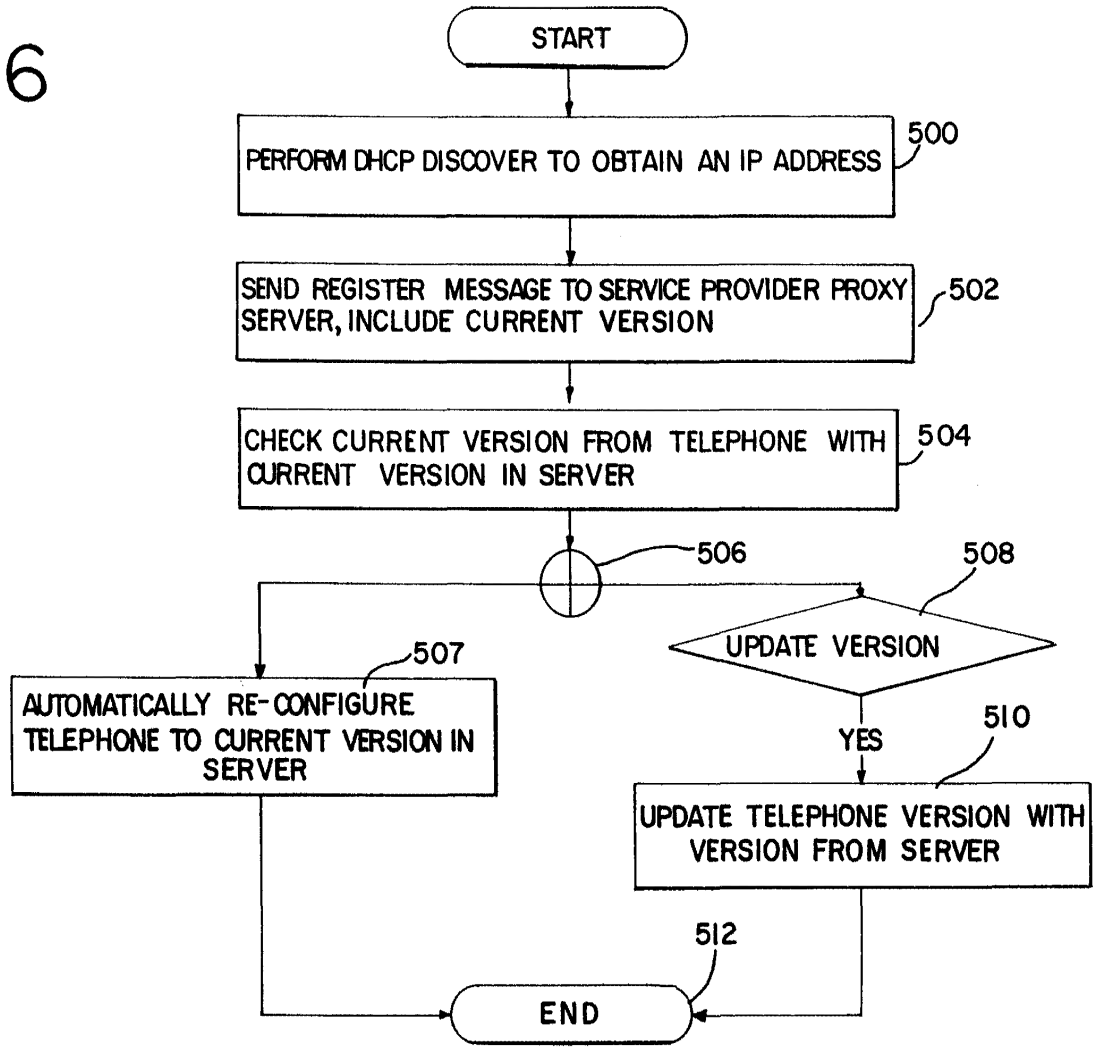 6
START
500
PERFORM DHCP DISCOVER TO OBTAIN AN IP ADDRESS
SEND REGISTER MESSAGE TO SERVICE PROVIDER PROXY
SERVER, INCLUDE CURRENT VERSION
502
CHECK CURRENT VERSION FROM TELEPHONE WITH
CURRENT VERSION IN SERVER
504
506
508
UPDATE VERSION
507
AUTOMATICALLY RE-CONFIGURE
TELEPHONE TO CURRENT VERSION IN
SERVER
YES
510
UPDATE TELEPHONE VERSION WITH
VERSION FROM SERVER
512
END